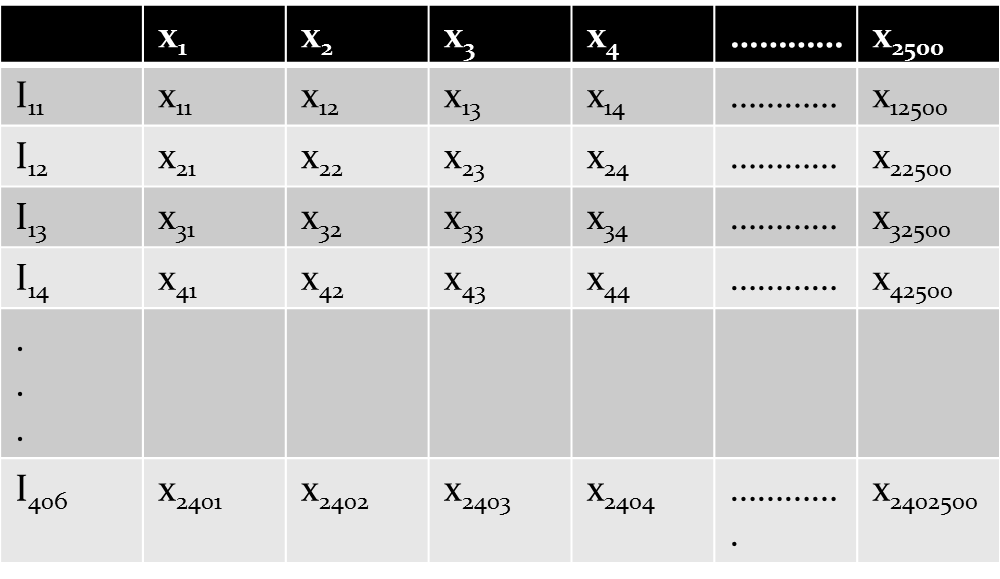 x₁ x₂ x₃ x₄ ............ x₂₅₀₀
I₁₁ x₁₁ x₁₂ x₁₃ x₁₄ ............ x₁₂₅₀₀
I₁₂ x₂₁ x₂₂ x₂₃ x₂₄ ............ x₂₂₅₀₀
I₁₃ x₃₁ x₃₂ x₃₃ x₃₄ ............ x₃₂₅₀₀
I₁₄ x₄₁ x₄₂ x₄₃ x₄₄ ............ x₄₂₅₀₀
.
.
.
I₄₀₆ x₂₄₀₁ x₂₄₀₂ x₂₄₀₃ x₂₄₀₄ ............ x₂₄₀₂₅₀₀
.